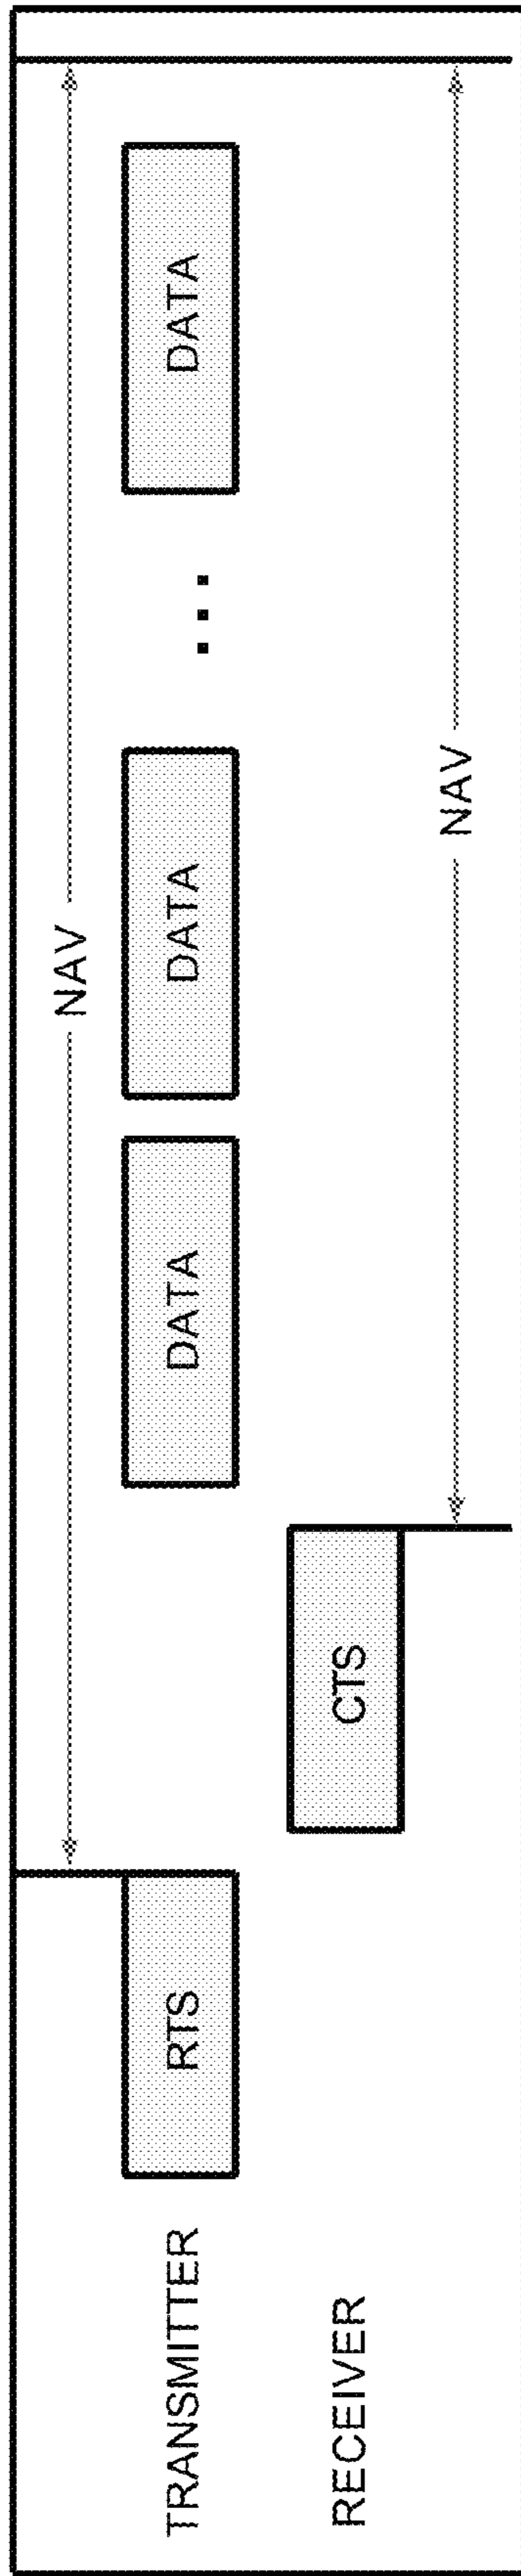 NAV
TRANSMITTER
RTS
DATA
DATA
...
DATA
RECEIVER
CTS
NAV